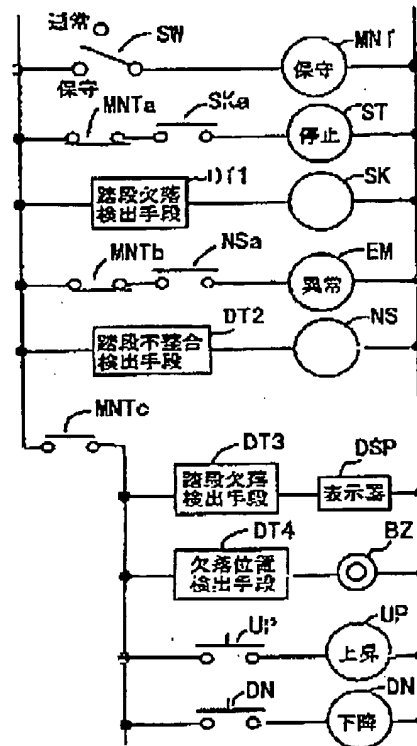 通常
SW
MNT
保守
保守
MNTa
SKa
ST
停止
DT1
SK
踏段欠落
検出手段
MNTb
NSa
EM
異常
DT2
NS
踏段不整合
検出手段
MNTc
DT3
DSP
踏段欠落
検出手段
表示器
DT4
BZ
欠落位置
検出手段
UP
UP
上昇
DN
DN
下降